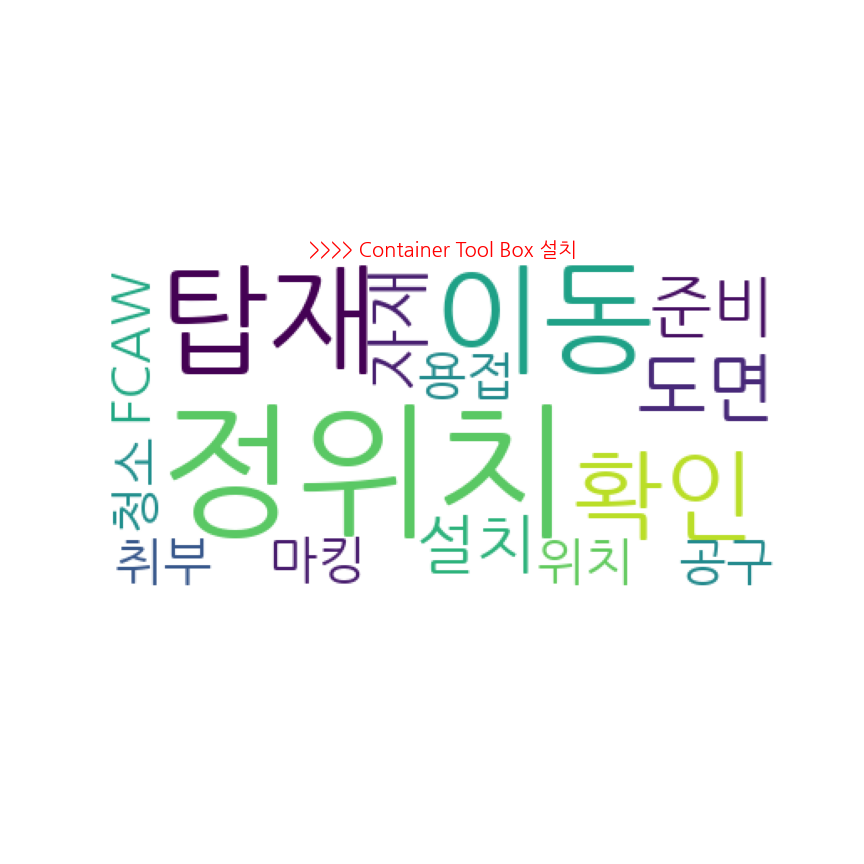 >>>> Container Tool Box 설치
FCAW
탑재
자재
이동
준비
용접
도면
청소
정위치
확인
취부
마킹
설치
위치
공구